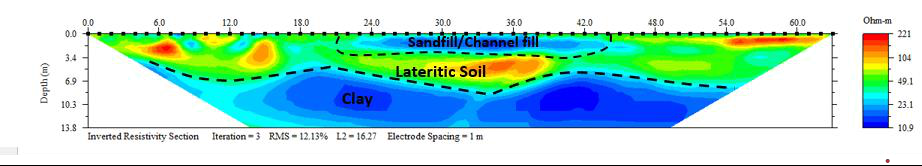 0.0 6.0 12.0 18.0 24.0 30.0 36.0 42.0 48.0 54.0 60.0 Ohm-m
0.0 Sandfill/Channel fill 221
3.4 104
Lateritic Soil
Depth (m) 6.9 49.1
10.3 Clay 23.1
13.8 10.9
Inverted Resistivity Section Iteration = 3 RMS = 12.13% L2 = 16.27 Electrode Spacing = 1 m